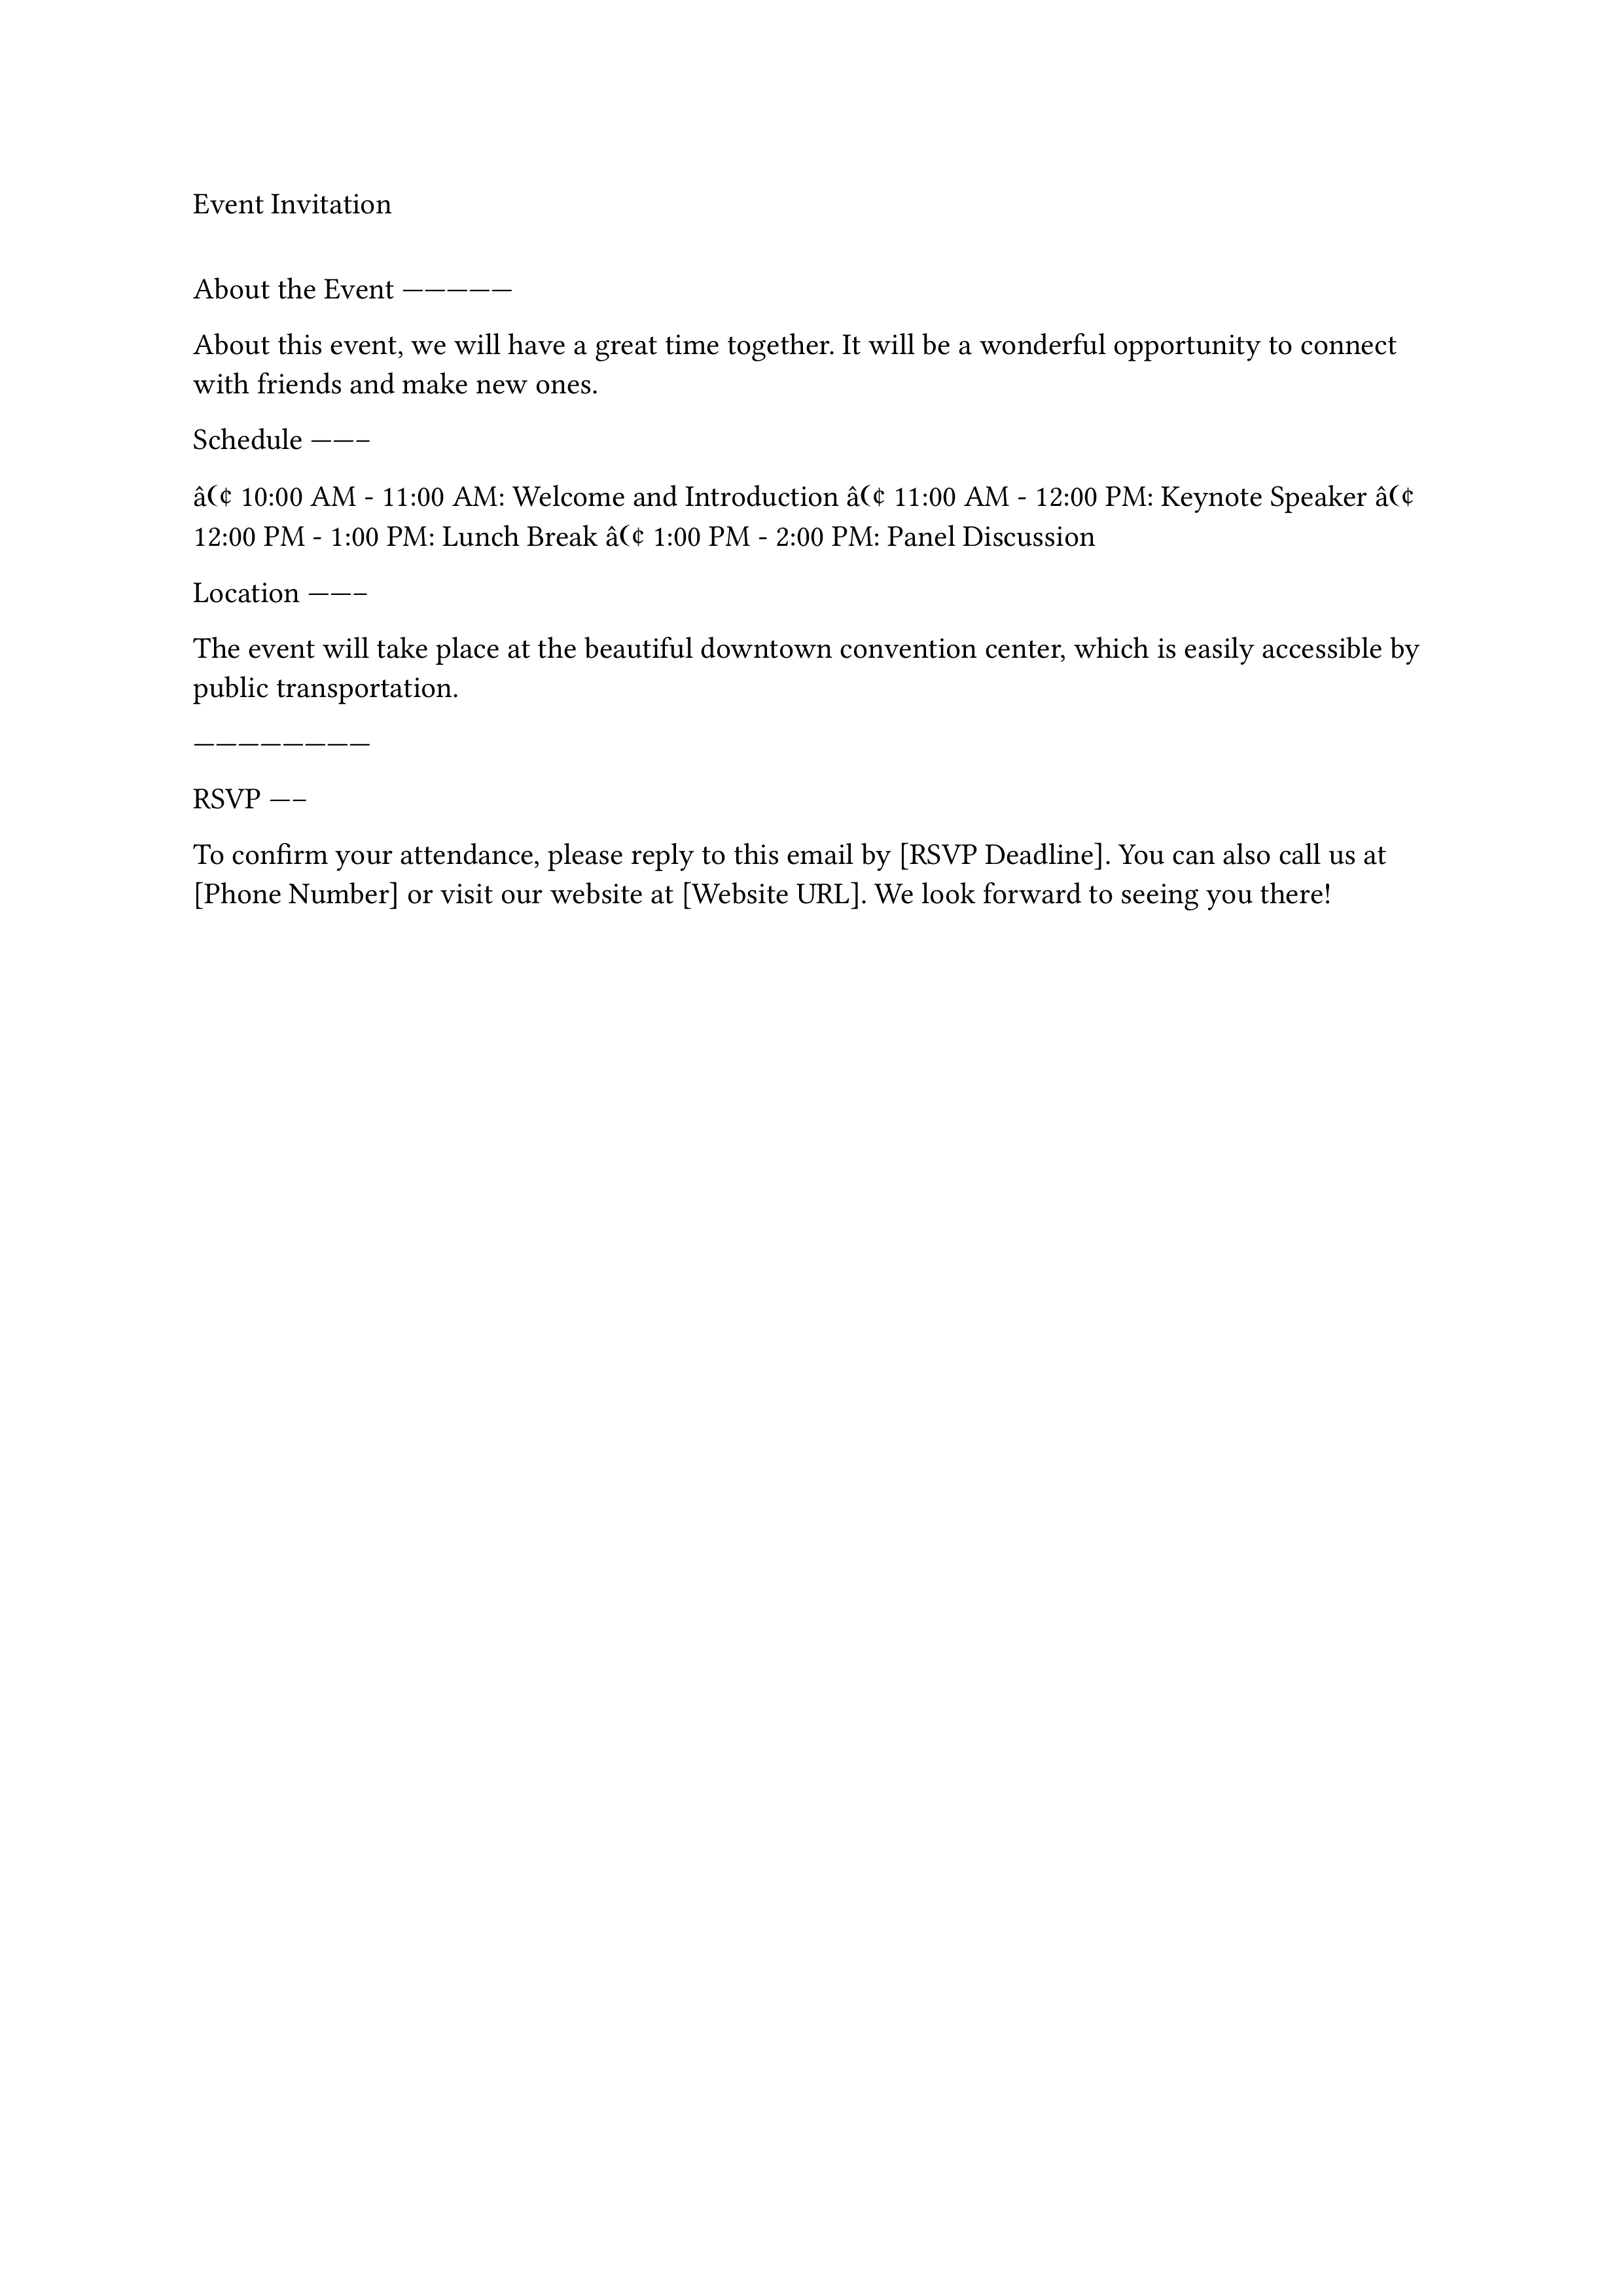 Event Invitation
About the Event —————
About this event, we will have a great time together. It will be a wonderful opportunity to connect
with friends and make new ones.
Schedule ——–
â(¢ 10:00 AM - 11:00 AM: Welcome and Introduction â(¢ 11:00 AM - 12:00 PM: Keynote Speaker â(¢
12:00 PM - 1:00 PM: Lunch Break â(¢ 1:00 PM - 2:00 PM: Panel Discussion
Location ——–
The event will take place at the beautiful downtown convention center, which is easily accessible by
public transportation.
————————
RSVP —–
To confirm your attendance, please reply to this email by [RSVP Deadline]. You can also call us at
[Phone Number] or visit our website at [Website URL]. We look forward to seeing you there!